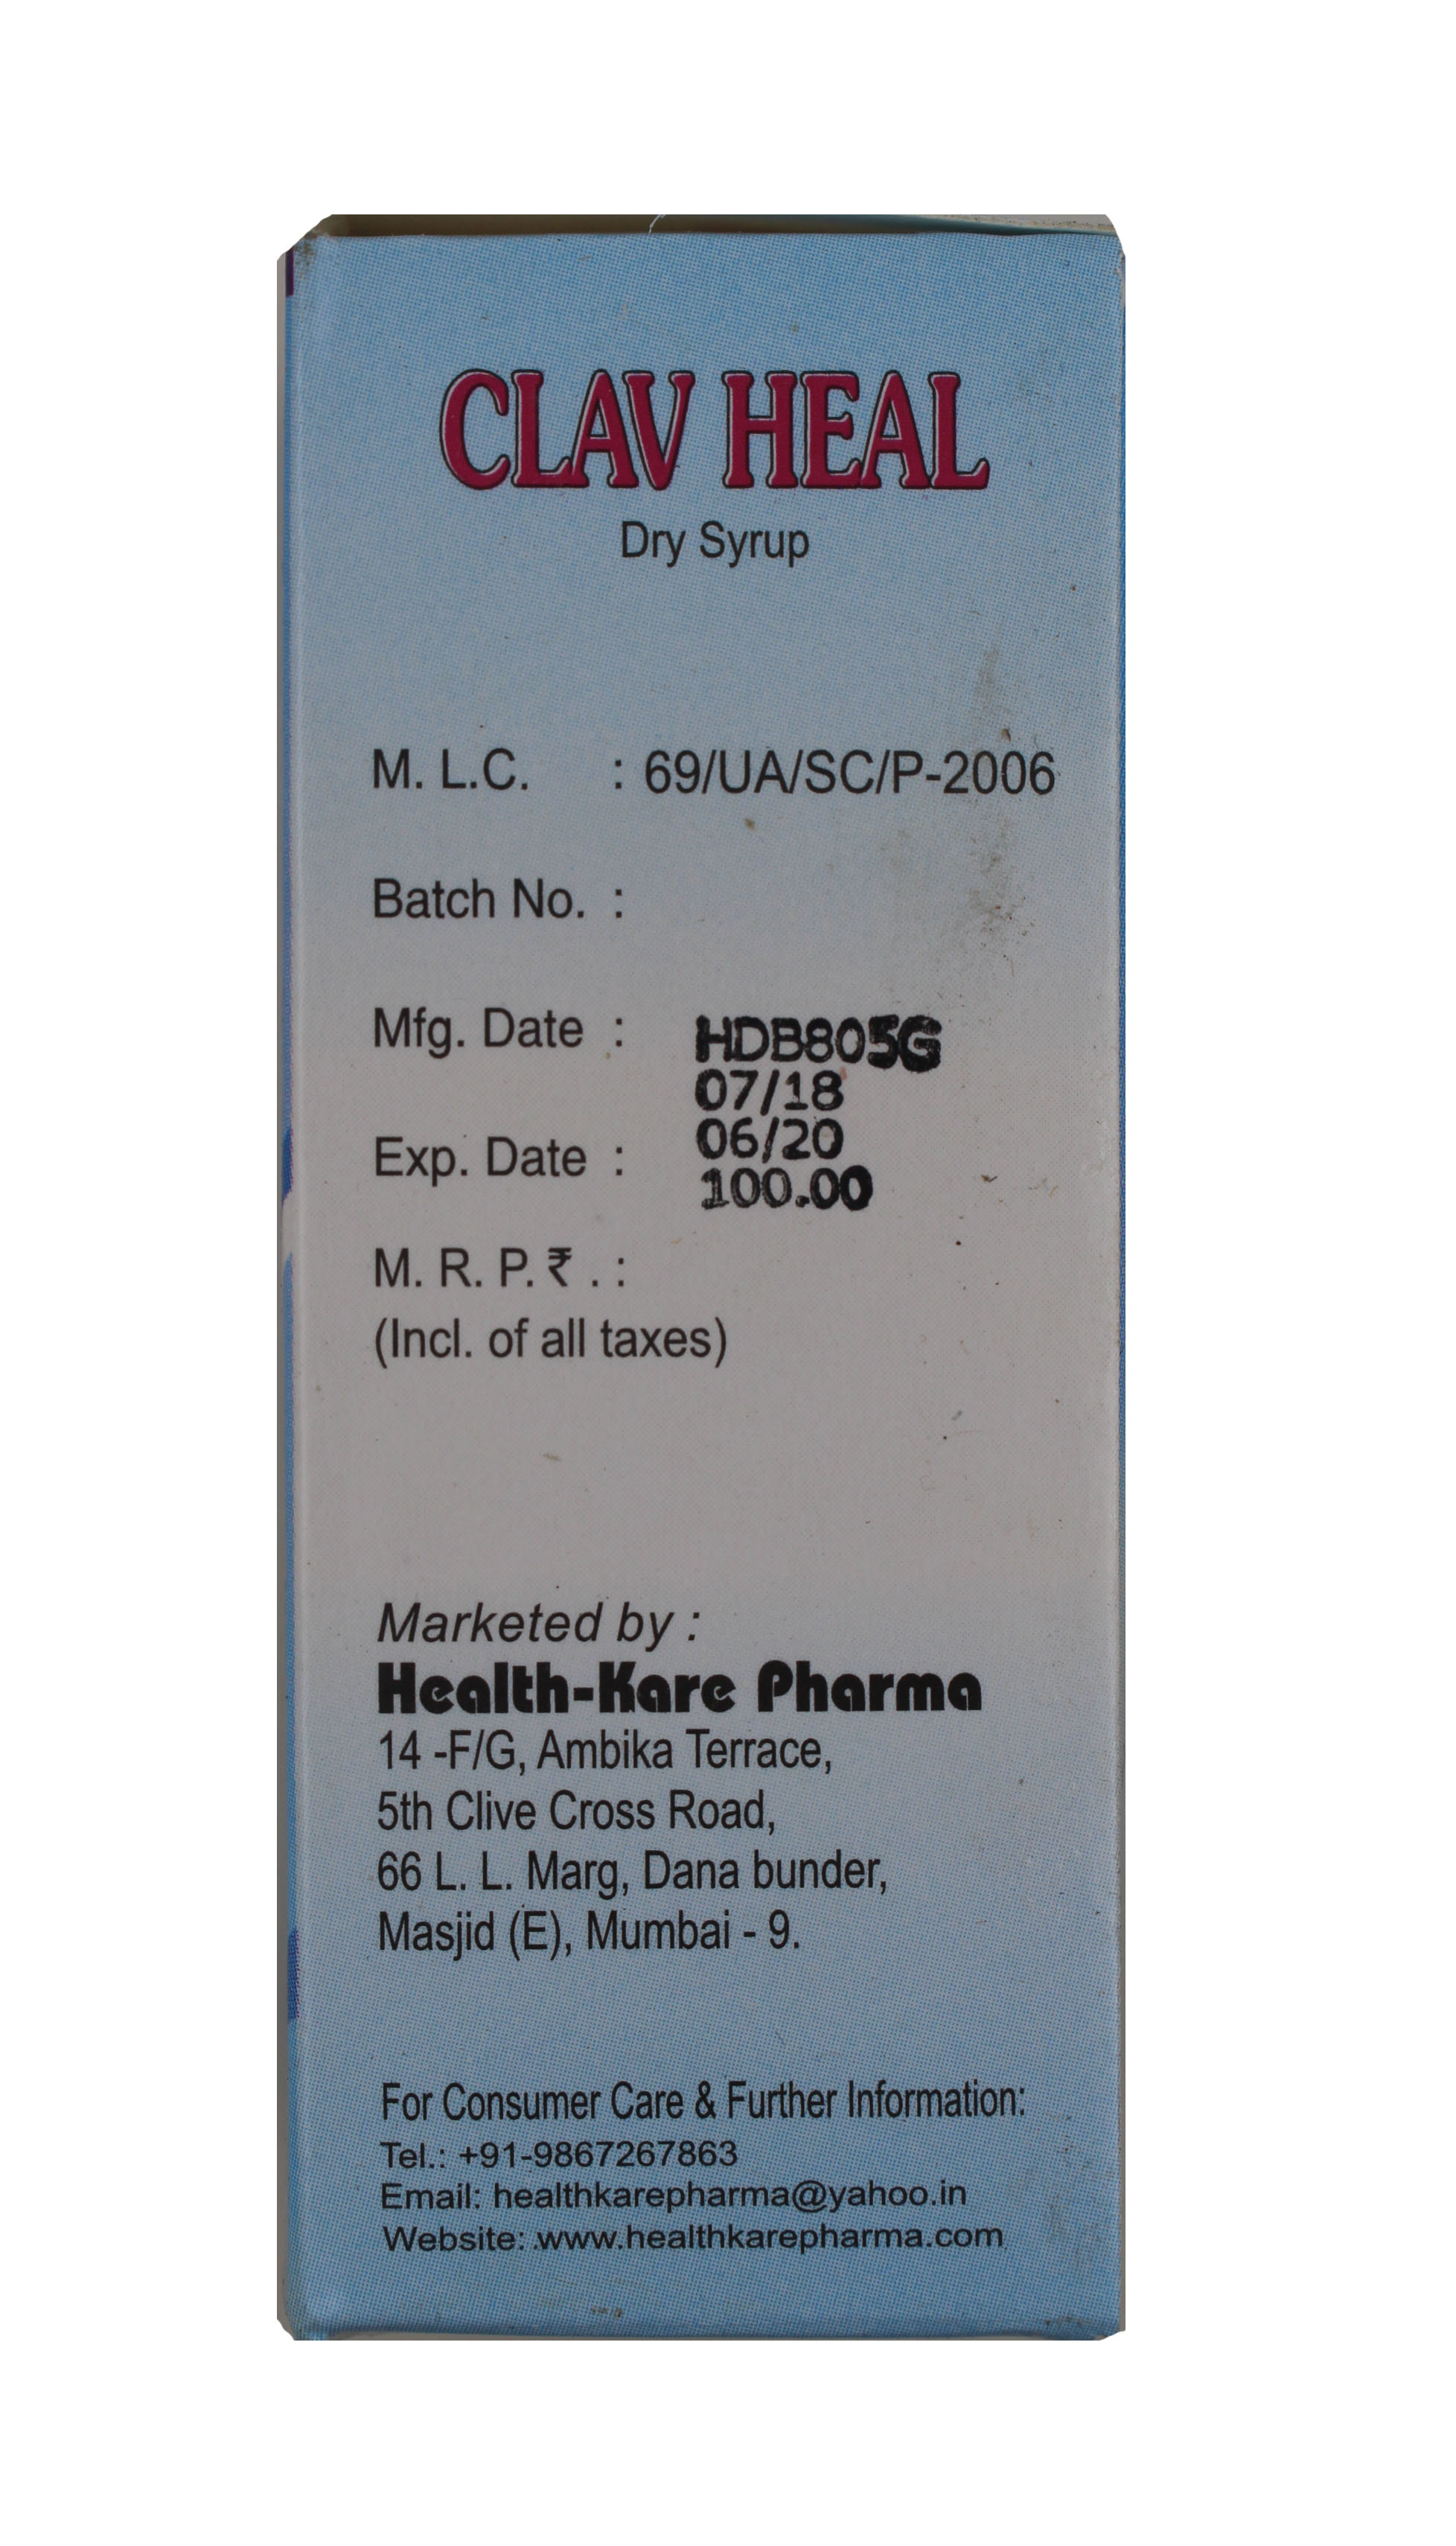 CLAV HEAL
Dry Syrup
M. L.C. : 69/UA/SC/P-2006
Batch No. :
Mfg. Date :
HDB805G
07/18
Exp. Date :
06/20
100.00
M. R. P. ₹ . :
(Incl. of all taxes)
Marketed by :
Health-Kare Pharma
14 -F/G, Ambika Terrace,
5th Clive Cross Road,
66 L. L. Marg, Dana bunder,
Masjid (E), Mumbai - 9.
For Consumer Care & Further Information:
Tel.: +91-9867267863
Email: healthkarepharma@yahoo.in
Website: www.healthkarepharma.com